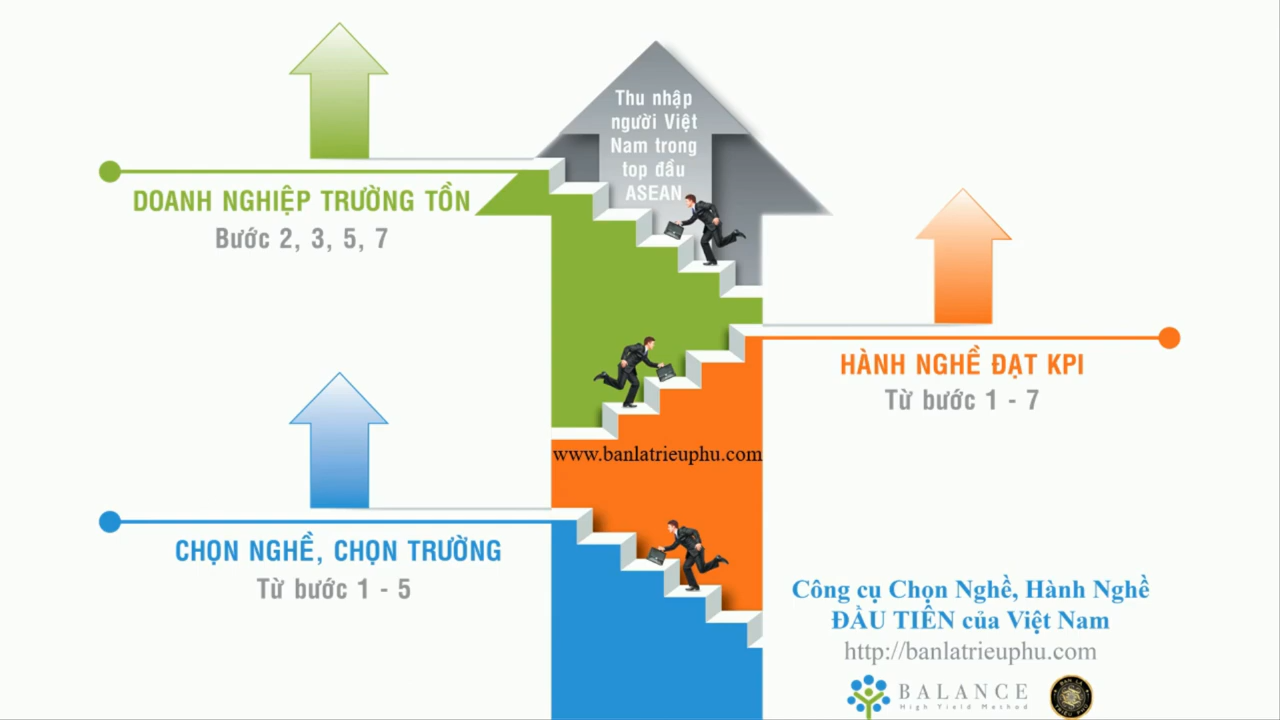 Thu nhập
người Việt
Nam trong
top đầu
ASEAN
DOANH NGHIỆP TRƯỜNG TỒN
Bước 2, 3, 5, 7
HÀNH NGHỀ ĐẠT KPI
Từ bước 1 - 7
www.banlatrieuphu.com
CHỌN NGHỀ, CHỌN TRƯỜNG
Từ bước 1 - 5
Công cụ Chọn Nghề, Hành Nghề
ĐẦU TIÊN của Việt Nam
http://banlatrieuphu.com
BALANCE
High Yield Method
BẠN LÀ